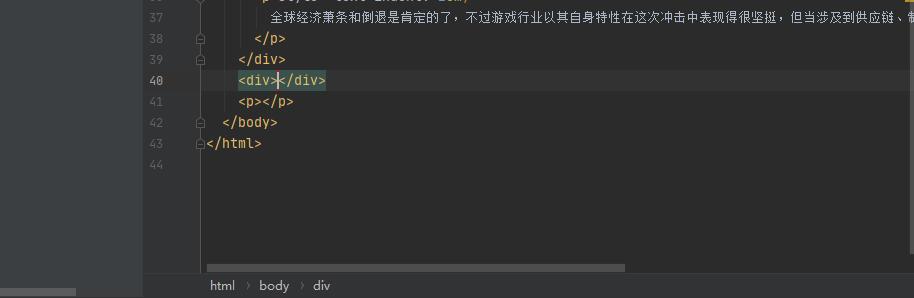 37 全球经济萧条和倒退是肯定的了，不过游戏行业以其自身特性在这次冲击中表现得很坚挺，但当涉及到供应链、
38 </p>
39 </div>
40 <div></div>
41 <p></p>
42 </body>
43 </html>
44
html > body > div